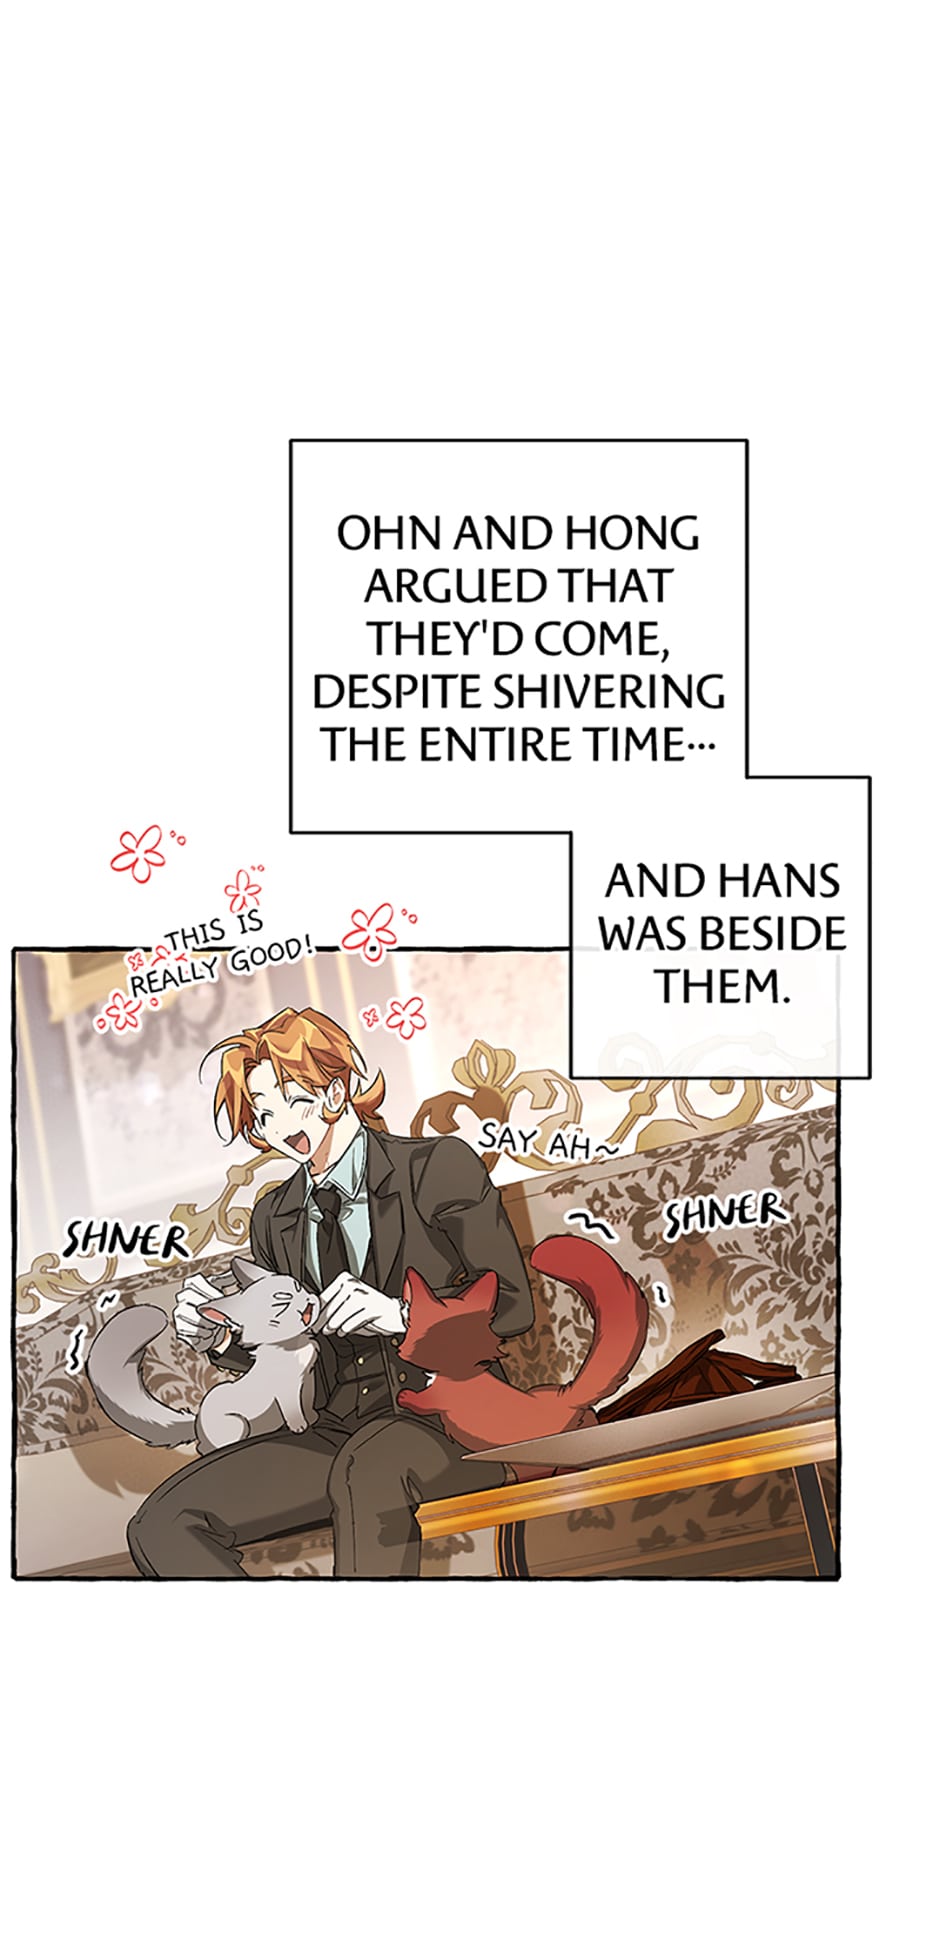 OHN AND HONG
ARGUED THAT
THEY'D COME,
DESPITE SHIVERING
THE ENTIRE TIME...
AND HANS
WAS BESIDE
THEM.
THIS IS
REALLY GOOD!
SAY AH~
SHNER
SHNER